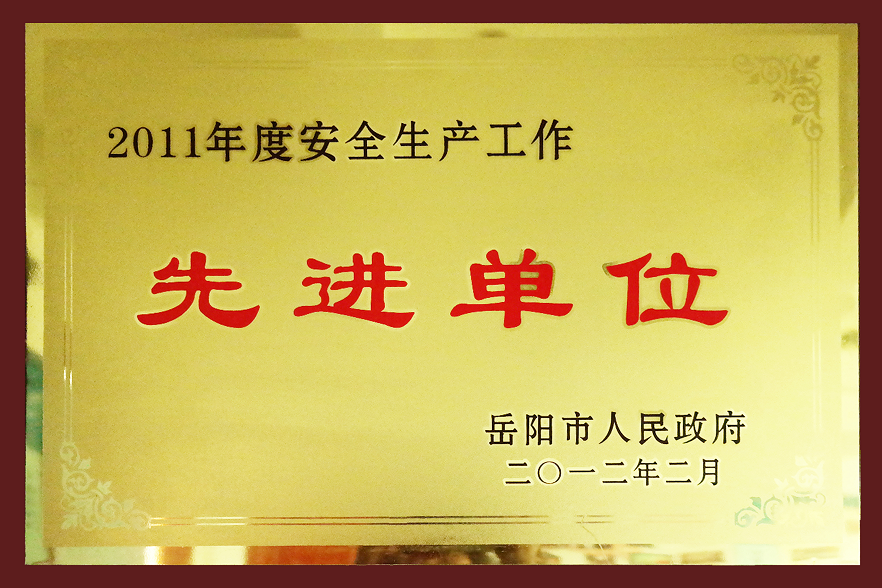 2011年度安全生产工作
先进单位
岳阳市人民政府
二〇一二年二月